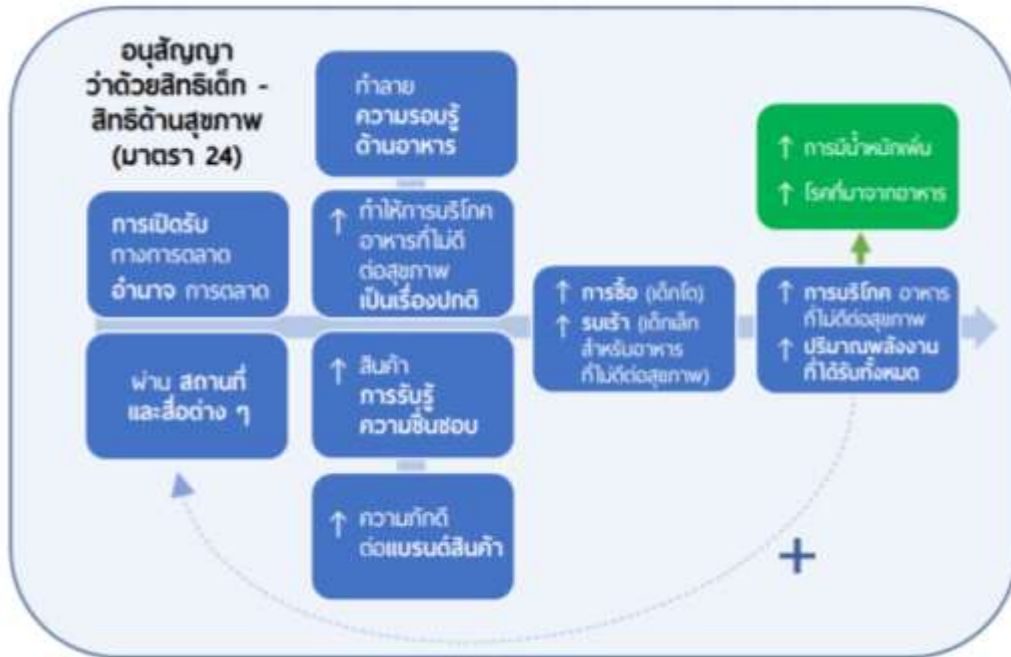 อนุสัญญา
ว่าด้วยสิทธิเด็ก -
สิทธิด้านสุขภาพ
(มาตรา 24)
การเปิดรับ
ทางการตลาด
อำนาจ การตลาด
ผ่าน สถานที่
และสื่อต่าง ๆ
ทำลาย
ความรอบรู้
ด้านอาหาร
↑ ทำให้การบริโภค
อาหารที่ไม่ดี
ต่อสุขภาพ
เป็นเรื่องปกติ
↑ สินค้า
การรับรู้
ความชื่นชอบ
↑ ความภักดี
ต่อแบรนด์สินค้า
↑ การซื้อ (เด็กโต)
↑ รบเร้า (เด็กเล็ก
สำหรับอาหาร
ที่ไม่ดีต่อสุขภาพ)
↑ การมีน้ำหนักเพิ่ม
↑ โรคที่มาจากอาหาร
↑ การบริโภค อาหาร
ที่ไม่ดีต่อสุขภาพ
↑ ปริมาณพลังงาน
ที่ได้รับทั้งหมด
+